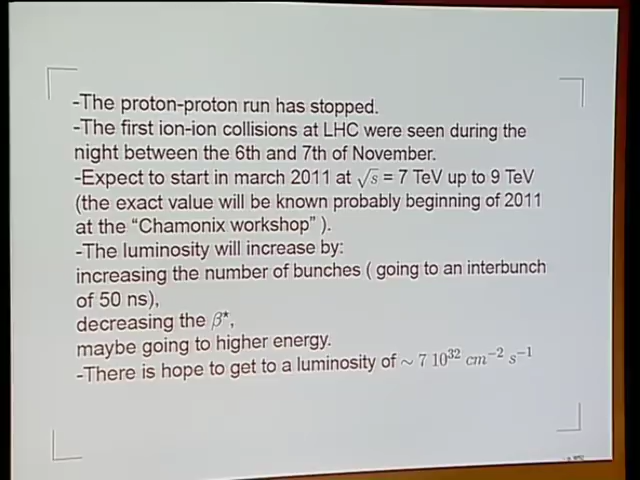 -The proton-proton run has stopped.
-The first ion-ion collisions at LHC were seen during the
night between the 6th and 7th of November.
-Expect to start in march 2011 at √s = 7 TeV up to 9 TeV
(the exact value will be known probably beginning of 2011
at the “Chamonix workshop” ).
-The luminosity will increase by:
increasing the number of bunches ( going to an interbunch
of 50 ns),
decreasing the β*,
maybe going to higher energy.
-There is hope to get to a luminosity of ∼ 7 10³² cm⁻² s⁻¹